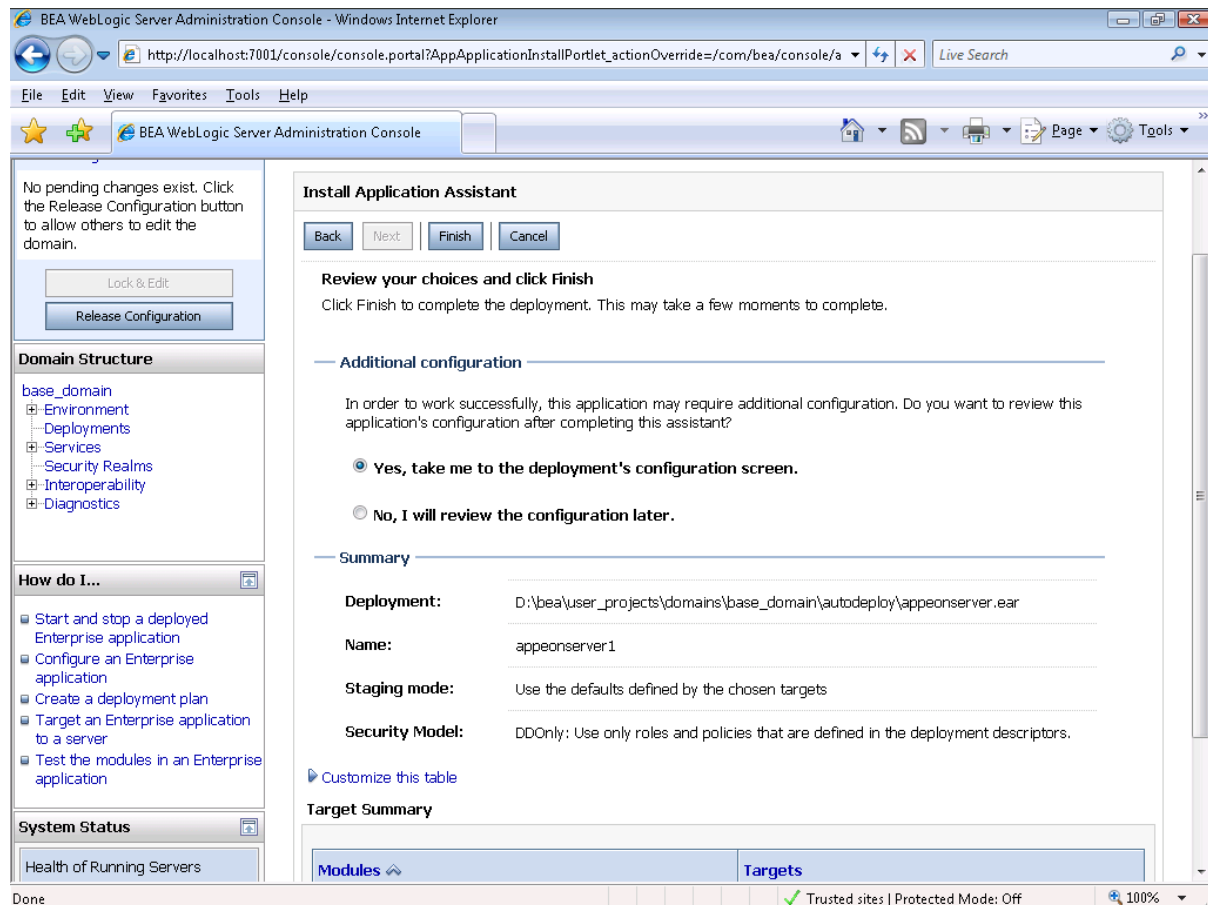 BEA WebLogic Server Administration Console - Windows Internet Explorer
http://localhost:7001/console/console.portal?AppApplicationInstallPortlet_actionOverride=/com/bea/console/a
Live Search
File Edit View Favorites Tools Help
BEA WebLogic Server Administration Console
Page
Tools
No pending changes exist. Click
the Release Configuration button
to allow others to edit the
domain.
Lock & Edit
Release Configuration
Domain Structure
base_domain
Environment
Deployments
Services
Security Realms
Interoperability
Diagnostics
How do I...
Start and stop a deployed
Enterprise application
Configure an Enterprise
application
Create a deployment plan
Target an Enterprise application
to a server
Test the modules in an Enterprise
application
System Status
Health of Running Servers
Install Application Assistant
Back Next Finish Cancel
Review your choices and click Finish
Click Finish to complete the deployment. This may take a few moments to complete.
Additional configuration
In order to work successfully, this application may require additional configuration. Do you want to review this
application's configuration after completing this assistant?
Yes, take me to the deployment's configuration screen.
No, I will review the configuration later.
Summary
Deployment: D:\bea\user_projects\domains\base_domain\autodeploy\appeonserver.ear
Name: appeonserver1
Staging mode: Use the defaults defined by the chosen targets
Security Model: DDOnly: Use only roles and policies that are defined in the deployment descriptors.
Customize this table
Target Summary
Modules Targets
Done
Trusted sites | Protected Mode: Off
100%